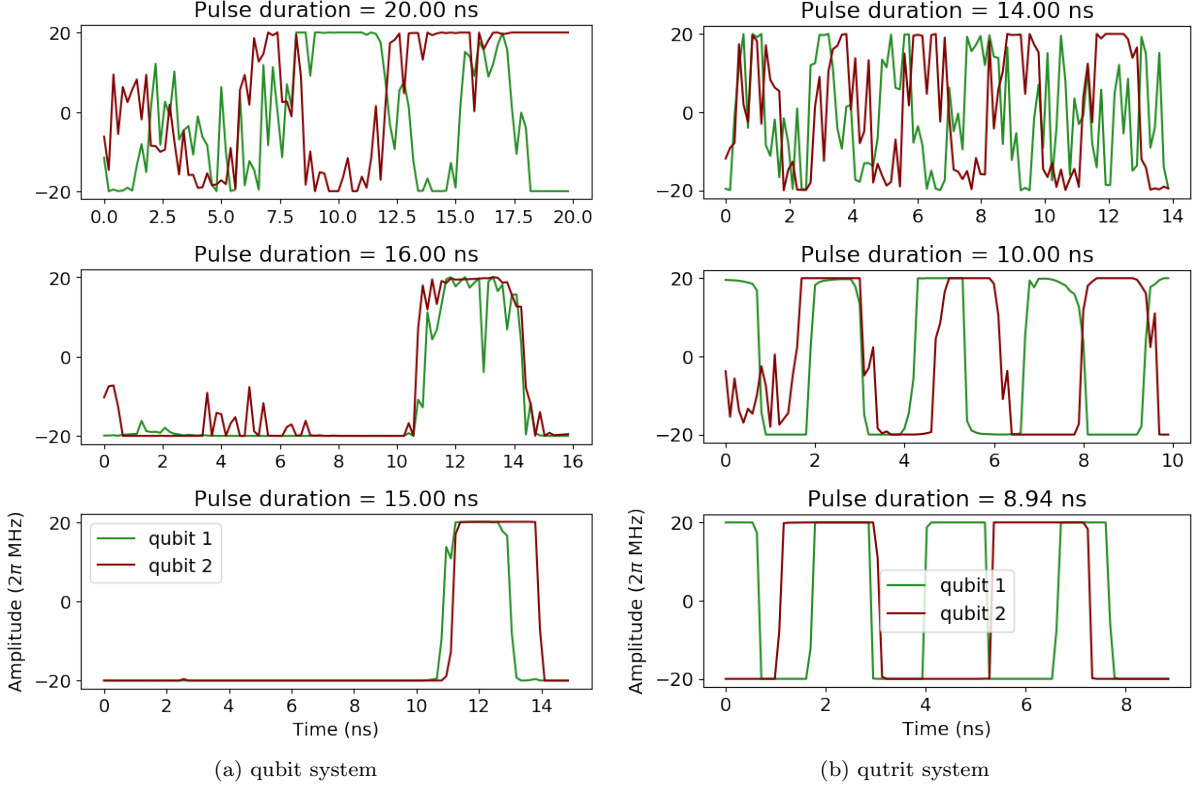 Pulse duration = 20.00 ns
20
0
−20
0.0 2.5 5.0 7.5 10.0 12.5 15.0 17.5 20.0
Pulse duration = 16.00 ns
20
0
−20
0 2 4 6 8 10 12 14 16
Pulse duration = 15.00 ns
qubit 1
qubit 2
20
0
−20
Amplitude (2π MHz)
0 2 4 6 8 10 12 14
Time (ns)
(a) qubit system
Pulse duration = 14.00 ns
20
0
−20
0 2 4 6 8 10 12 14
Pulse duration = 10.00 ns
20
0
−20
0 2 4 6 8 10
Pulse duration = 8.94 ns
qubit 1
qubit 2
20
0
−20
Amplitude (2π MHz)
0 2 4 6 8
Time (ns)
(b) qutrit system